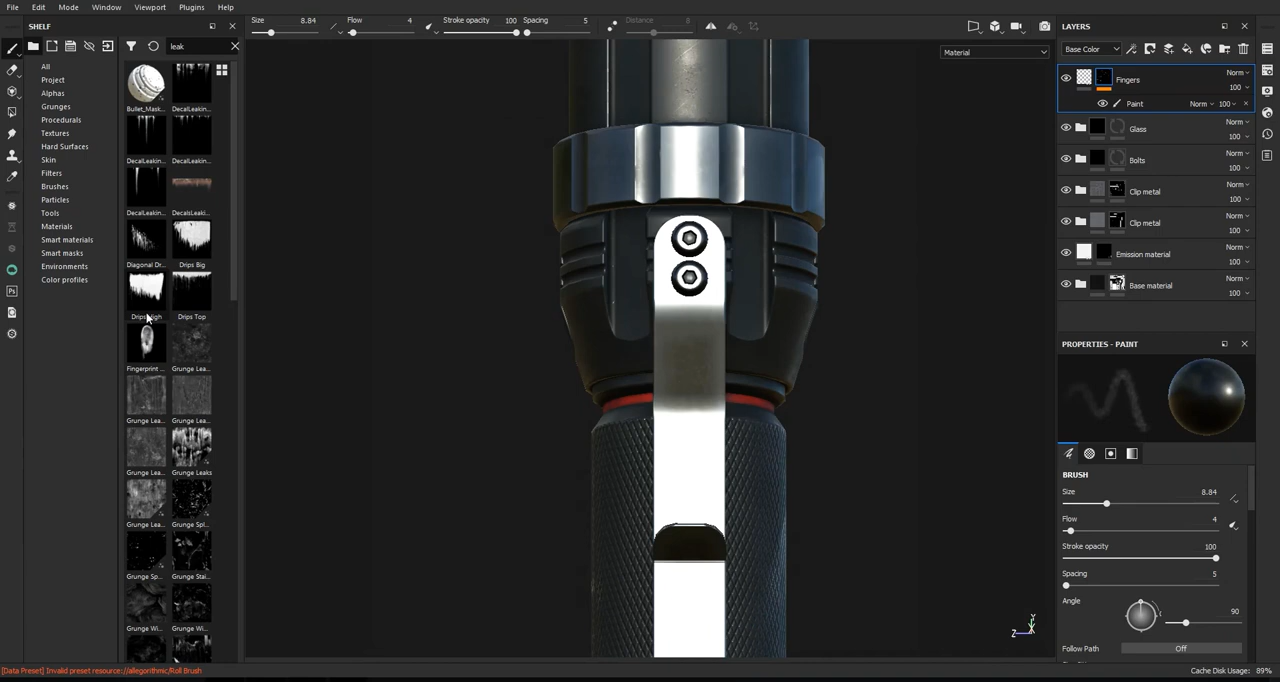 File Edit Mode Window Viewport Plugins Help
SHELF
leak
All
Project
Alphas
Grunges
Procedurals
Textures
Hard Surfaces
Skin
Filters
Brushes
Particles
Tools
Materials
Smart materials
Smart masks
Environments
Color profiles
Bullet_Mask... DecalLeakin...
DecalLeakin... DecalLeakin...
DecalLeakin... DecalsLeaki...
Diagonal Dr... Drips Big
Drips High Drips Top
Fingerprint ... Grunge Lea...
Grunge Lea... Grunge Lea...
Grunge Lea... Grunge Leaks
Grunge Lea... Grunge Spl...
Grunge Sp... Grunge Stai...
Grunge Wi... Grunge Wi...
Size 8.84 Flow 4 Stroke opacity 100 Spacing 5 Distance 8
Material
Z Y
LAYERS
Base Color
Fingers Norm 100
Paint Norm 100
Glass Norm 100
Bolts Norm 100
Clip metal Norm 100
Clip metal Norm 100
Emission material Norm 100
Base material Norm 100
PROPERTIES - PAINT
BRUSH
Size 8.84
Flow 4
Stroke opacity 100
Spacing 5
Angle 90
Follow Path Off
Ps
[Data Preset] Invalid preset resource://allegorithmic/Roll Brush
Cache Disk Usage: 89%